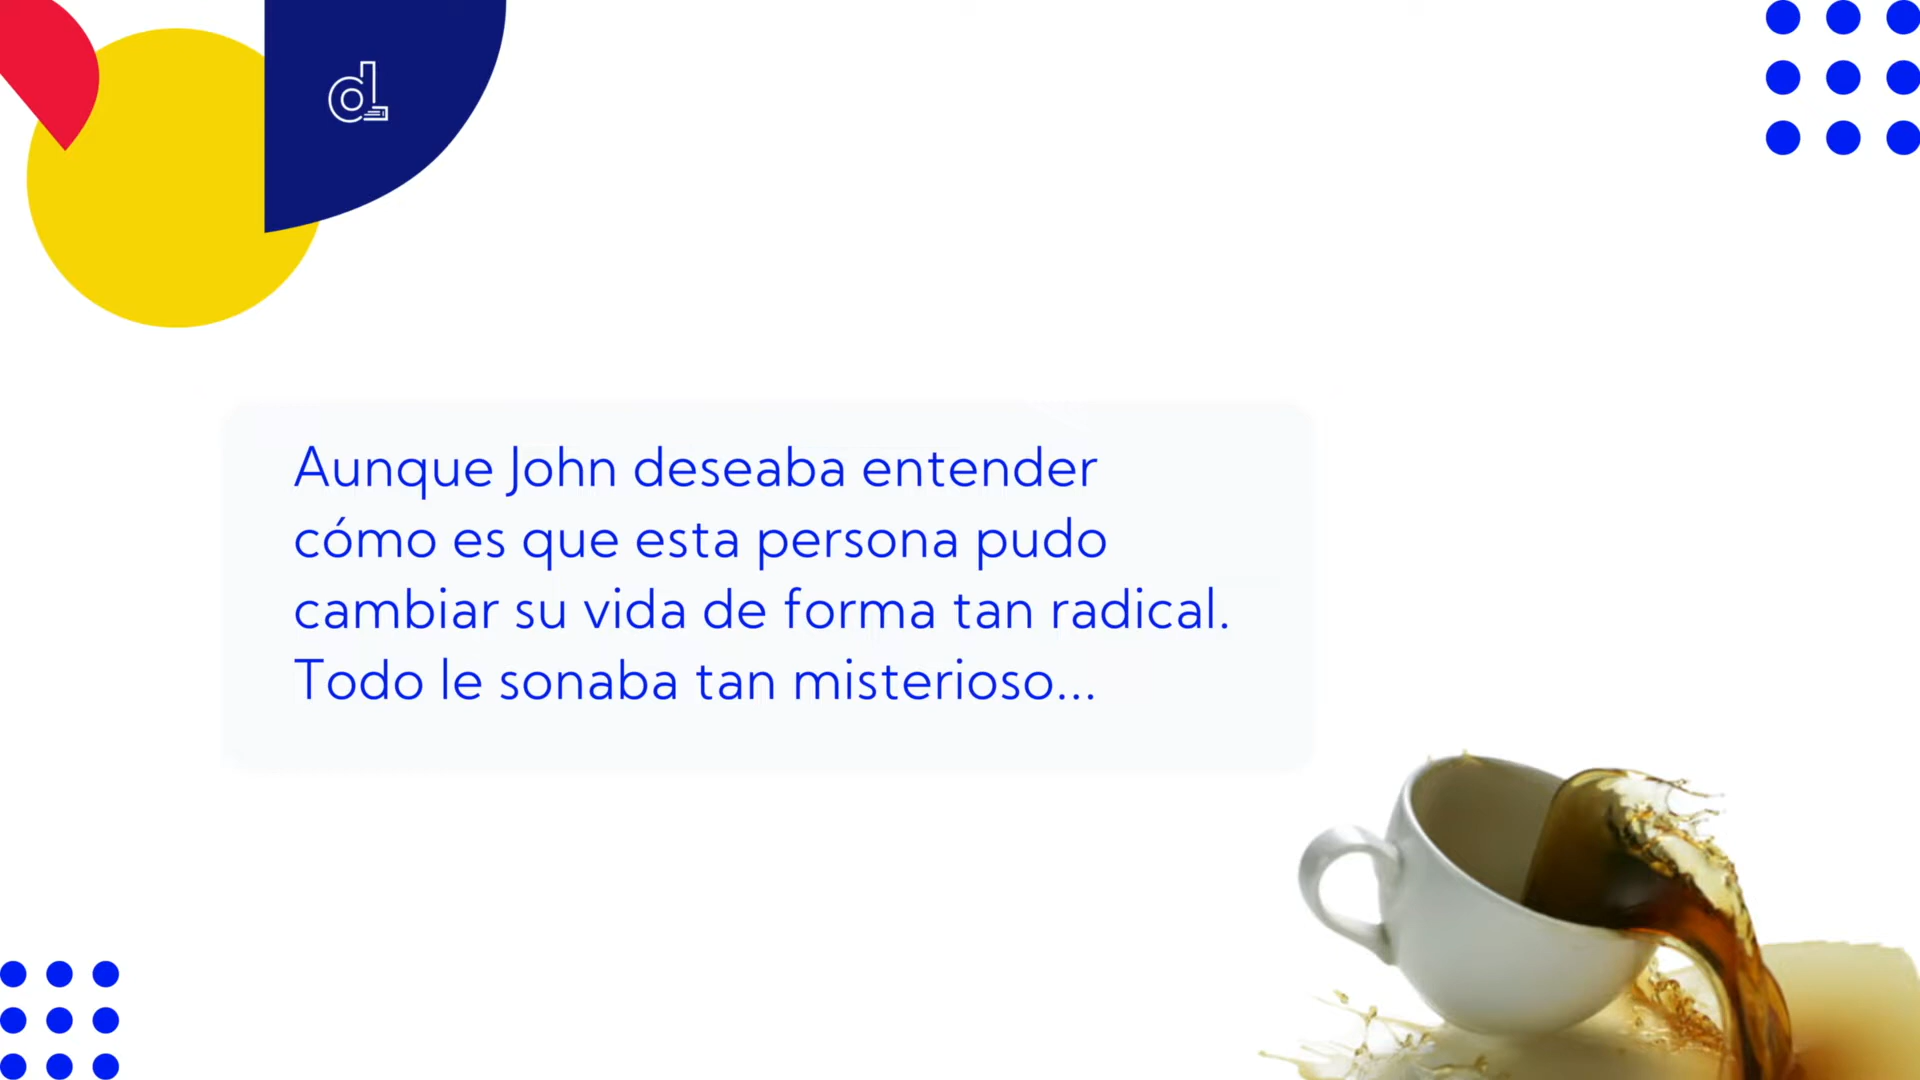 Aunque John deseaba entender
cómo es que esta persona pudo
cambiar su vida de forma tan radical.
Todo le sonaba tan misterioso...